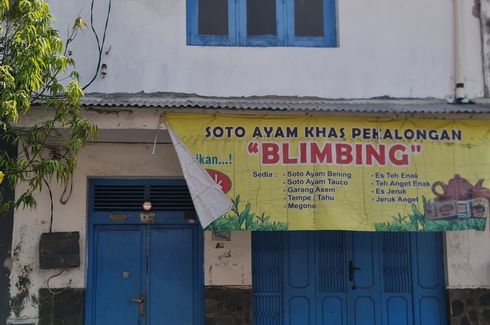 SOTO AYAM KHAS PEKALONGAN
ikan...!
"BLIMBING"
Sedia :
- Soto Ayam Bening
- Soto Ayam Tauco
- Garang Asem
- Tempe / Tahu
- Megono
- Es Teh Enak
- Teh Anget Enak
- Es Jeruk
- Jeruk Anget